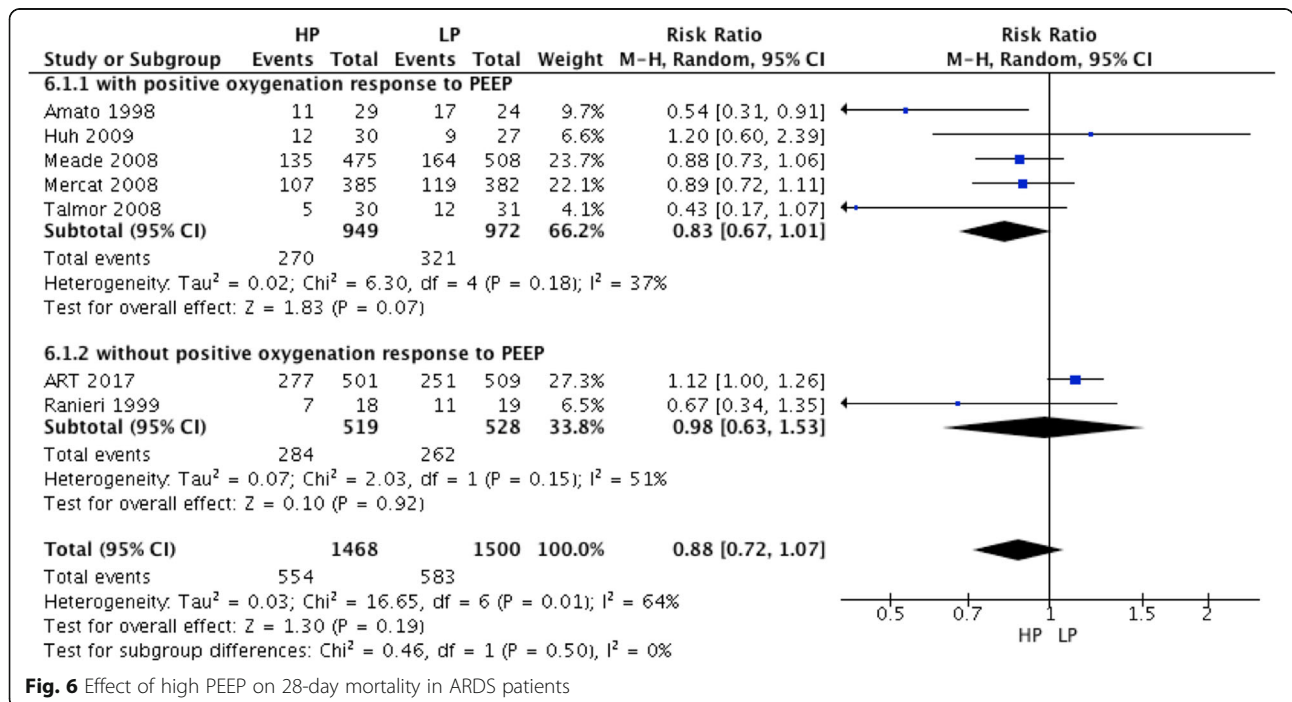 HP LP Risk Ratio Risk Ratio
Study or Subgroup Events Total Events Total Weight M-H, Random, 95% CI M-H, Random, 95% CI
6.1.1 with positive oxygenation response to PEEP
Amato 1998 11 29 17 24 9.7% 0.54 [0.31, 0.91]
Huh 2009 12 30 9 27 6.6% 1.20 [0.60, 2.39]
Meade 2008 135 475 164 508 23.7% 0.88 [0.73, 1.06]
Mercat 2008 107 385 119 382 22.1% 0.89 [0.72, 1.11]
Talmor 2008 5 30 12 31 4.1% 0.43 [0.17, 1.07]
Subtotal (95% CI) 949 972 66.2% 0.83 [0.67, 1.01]
Total events 270 321
Heterogeneity: Tau² = 0.02; Chi² = 6.30, df = 4 (P = 0.18); I² = 37%
Test for overall effect: Z = 1.83 (P = 0.07)
6.1.2 without positive oxygenation response to PEEP
ART 2017 277 501 251 509 27.3% 1.12 [1.00, 1.26]
Ranieri 1999 7 18 11 19 6.5% 0.67 [0.34, 1.35]
Subtotal (95% CI) 519 528 33.8% 0.98 [0.63, 1.53]
Total events 284 262
Heterogeneity: Tau² = 0.07; Chi² = 2.03, df = 1 (P = 0.15); I² = 51%
Test for overall effect: Z = 0.10 (P = 0.92)
Total (95% CI) 1468 1500 100.0% 0.88 [0.72, 1.07]
Total events 554 583
Heterogeneity: Tau² = 0.03; Chi² = 16.65, df = 6 (P = 0.01); I² = 64%
Test for overall effect: Z = 1.30 (P = 0.19)
Test for subgroup differences: Chi² = 0.46, df = 1 (P = 0.50), I² = 0%
0.5 0.7 1 1.5 2
HP LP
Fig. 6 Effect of high PEEP on 28-day mortality in ARDS patients